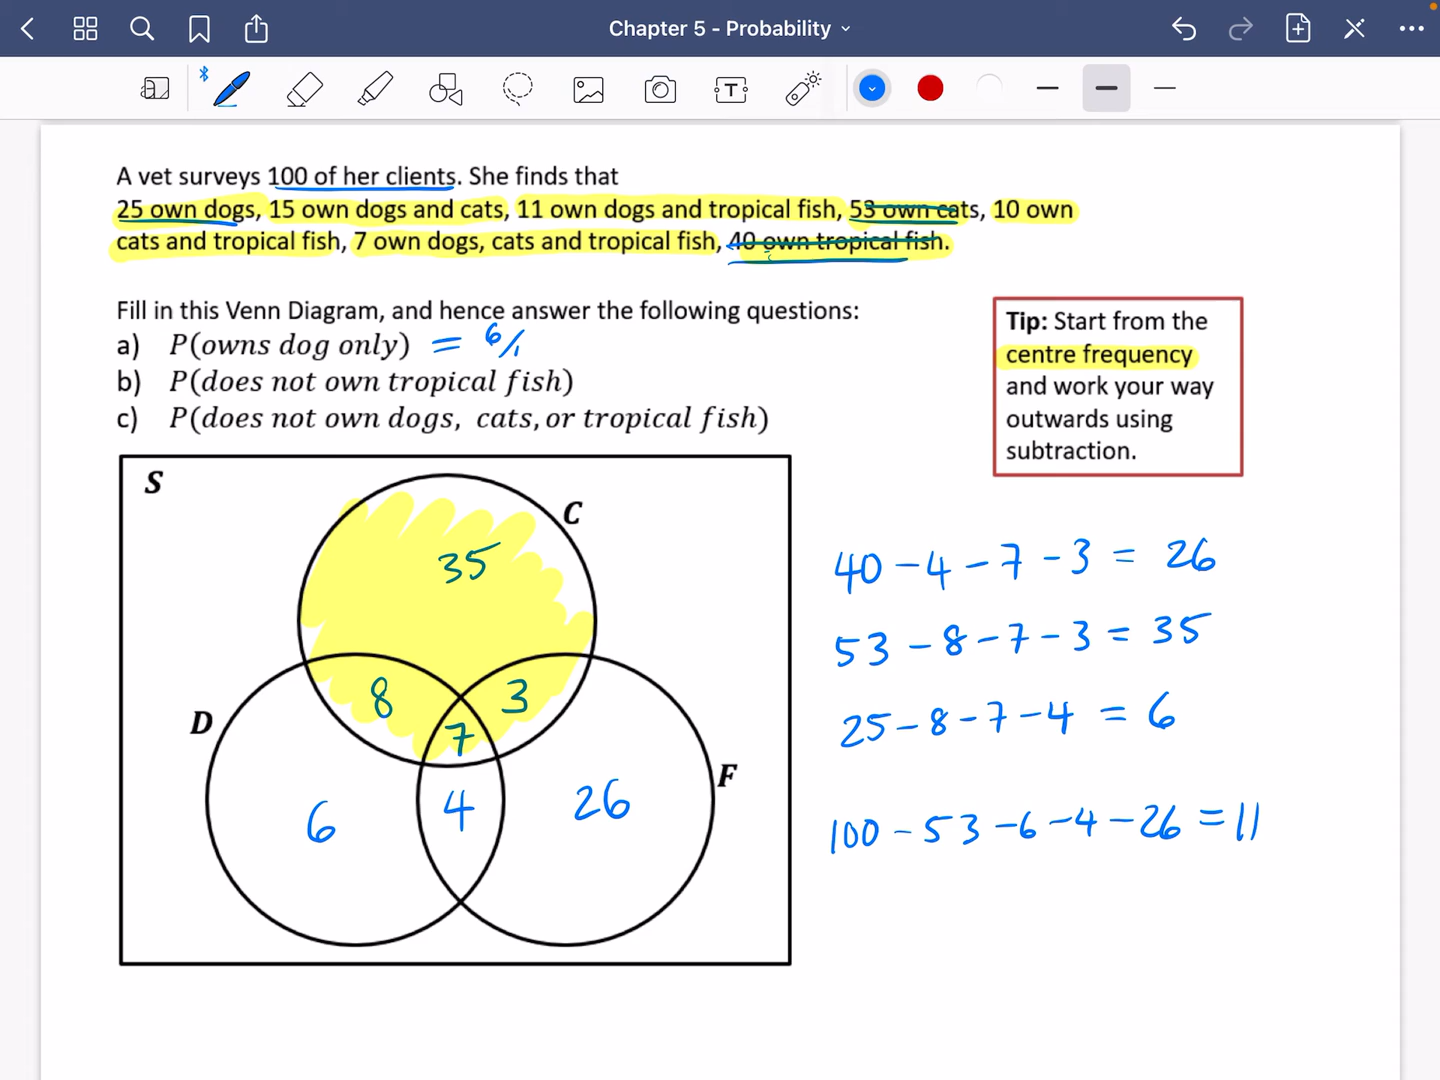 Chapter 5 - Probability
T
A vet surveys 100 of her clients. She finds that
25 own dogs, 15 own dogs and cats, 11 own dogs and tropical fish, 53 own cats, 10 own
cats and tropical fish, 7 own dogs, cats and tropical fish, 40 own tropical fish.
Fill in this Venn Diagram, and hence answer the following questions:
a) P(owns dog only) = 6/1
b) P(does not own tropical fish)
c) P(does not own dogs, cats, or tropical fish)
Tip: Start from the
centre frequency
and work your way
outwards using
subtraction.
S
C
35
8
3
7
D
F
6
4
26
40 - 4 - 7 - 3 = 26
53 - 8 - 7 - 3 = 35
25 - 8 - 7 - 4 = 6
100 - 53 - 6 - 4 - 26 = 11